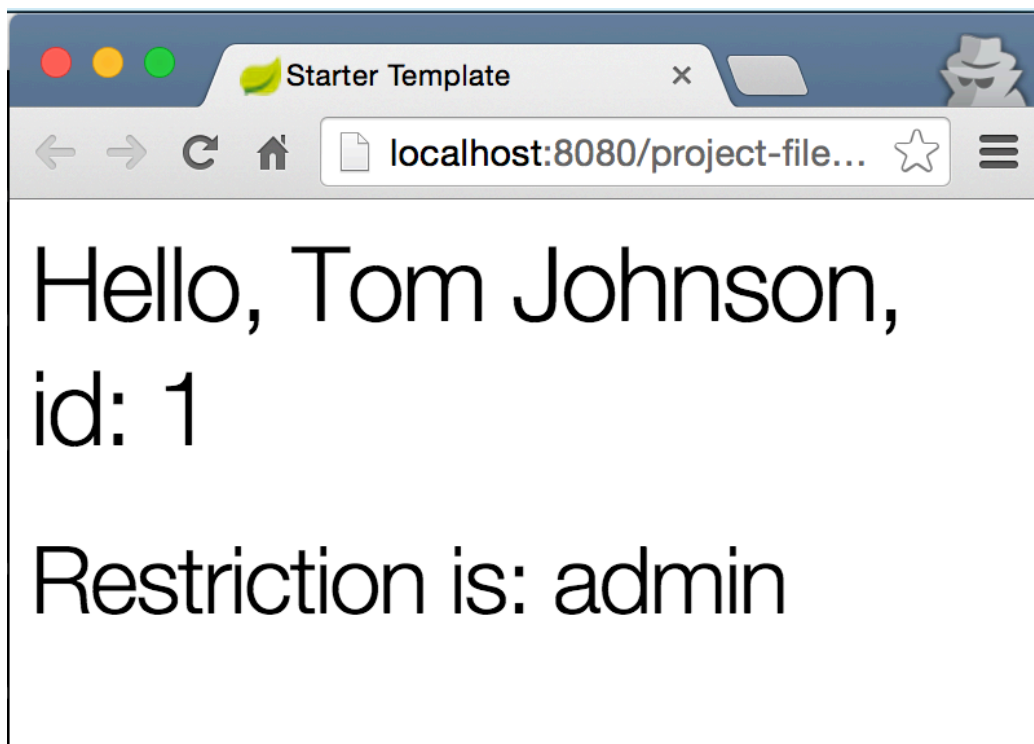 Starter Template
localhost:8080/project-file...
Hello, Tom Johnson,
id: 1
Restriction is: admin